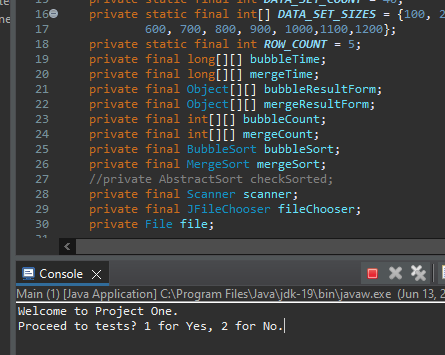 15 private static final int DATA_SET_COUNT = 40;
16 private static final int[] DATA_SET_SIZES = {100, 2
17 600, 700, 800, 900, 1000,1100,1200};
18 private static final int ROW_COUNT = 5;
19 private final long[][] bubbleTime;
20 private final long[][] mergeTime;
21 private final Object[][] bubbleResultForm;
22 private final Object[][] mergeResultForm;
23 private final int[][] bubbleCount;
24 private final int[][] mergeCount;
25 private final BubbleSort bubbleSort;
26 private final MergeSort mergeSort;
27 //private AbstractSort checkSorted;
28 private final Scanner scanner;
29 private final JFileChooser fileChooser;
30 private File file;
Console
Main (1) [Java Application] C:\Program Files\Java\jdk-19\bin\javaw.exe (Jun 13, 2
Welcome to Project One.
Proceed to tests? 1 for Yes, 2 for No.